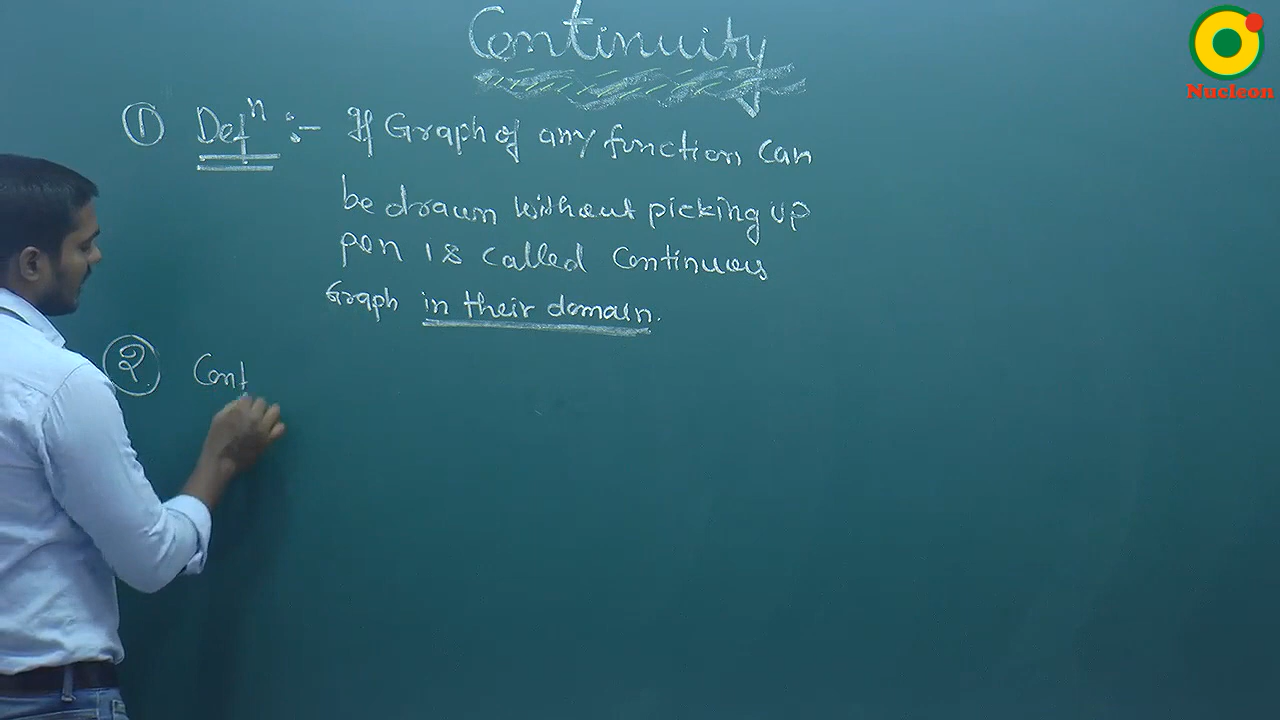 Continuity
Nucleon
① Defⁿ :- If Graph of any function can
be drawn without picking up
pen is called Continuous
Graph in their domain.
② Cont